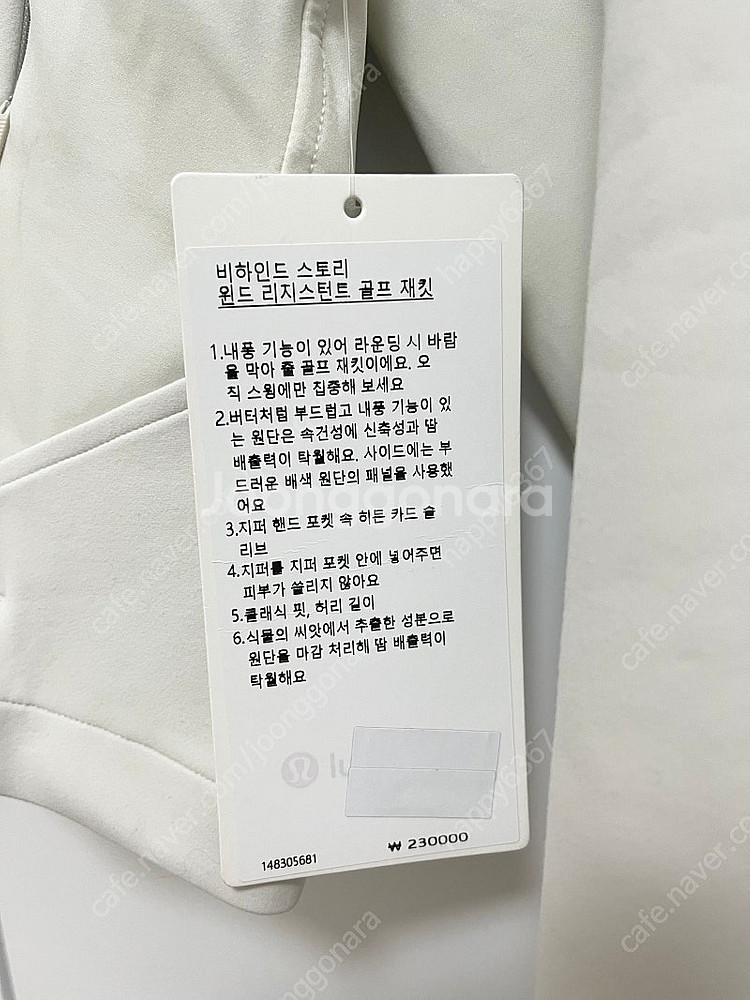 비하인드 스토리
윈드 리지스턴트 골프 재킷
1.내풍 기능이 있어 라운딩 시 바람
을 막아 줄 골프 재킷이에요. 오
직 스윙에만 집중해 보세요
2.버터처럼 부드럽고 내풍 기능이 있
는 원단은 속건성에 신축성과 땀
배출력이 탁월해요. 사이드에는 부
드러운 배색 원단의 패널을 사용했
어요
Joonggonara
3.지퍼 핸드 포켓 속 히든 카드 슬
리브
4.지퍼를 지퍼 포켓 안에 넣어주면
피부가 쓸리지 않아요
5.클래식 핏, 허리 길이
6.식물의 씨앗에서 추출한 성분으로
원단을 마감 처리해 땀 배출력이
탁월해요
lu
148305681
₩ 230000
cafe.naver.com/joonggonara
happy6367